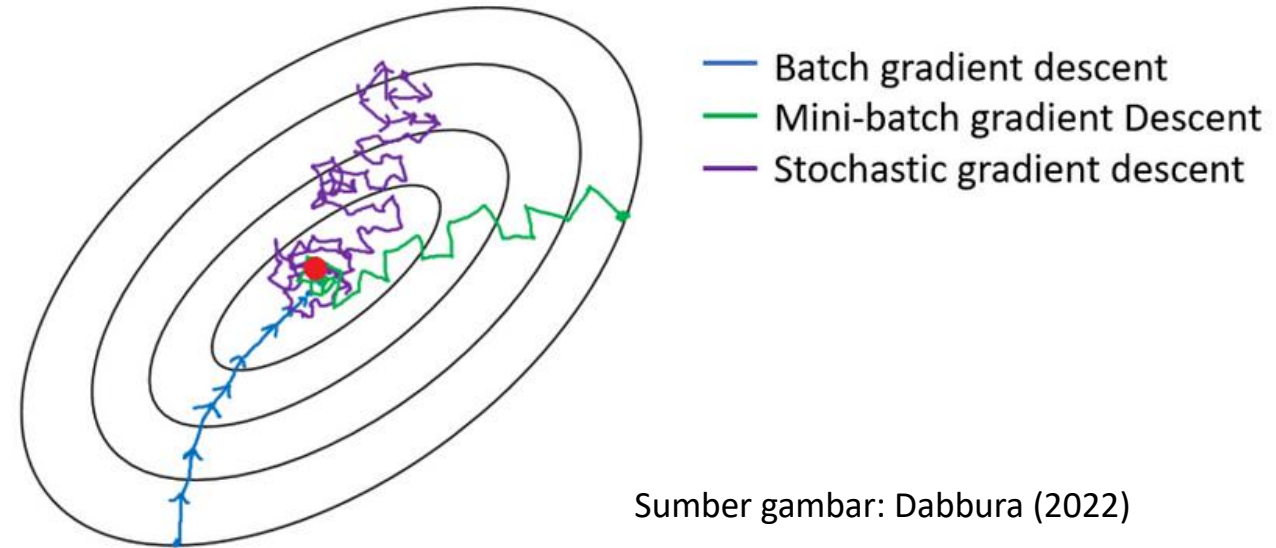 Batch gradient descent
Mini-batch gradient Descent
Stochastic gradient descent
Sumber gambar: Dabbura (2022)